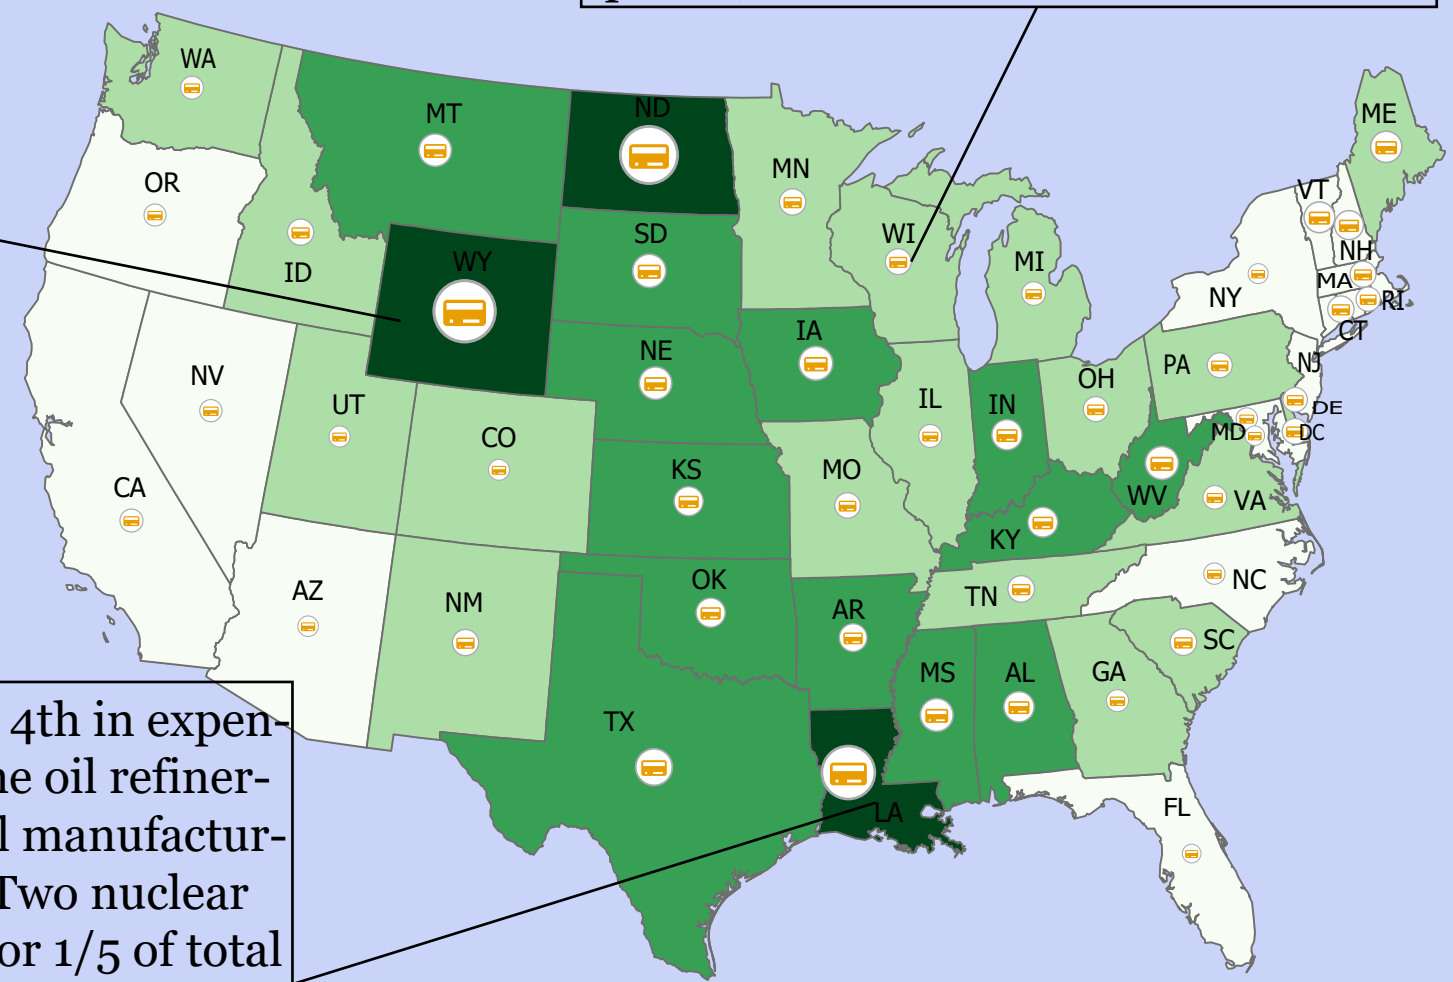 WA
MT
ND
ME
OR
ID
MN
VT
WI
SD
WY
NH
MI
MA
NY
RI
CT
IA
NE
NJ
PA
NV
OH
UT
IL
IN
DE
CO
MD
DC
KS
MO
CA
WV
VA
KY
OK
NC
AZ
NM
TN
AR
SC
MS
AL
GA
TX
FL
LA
4th in expen-
ne oil refiner-
l manufactur-
Two nuclear
or 1/5 of total